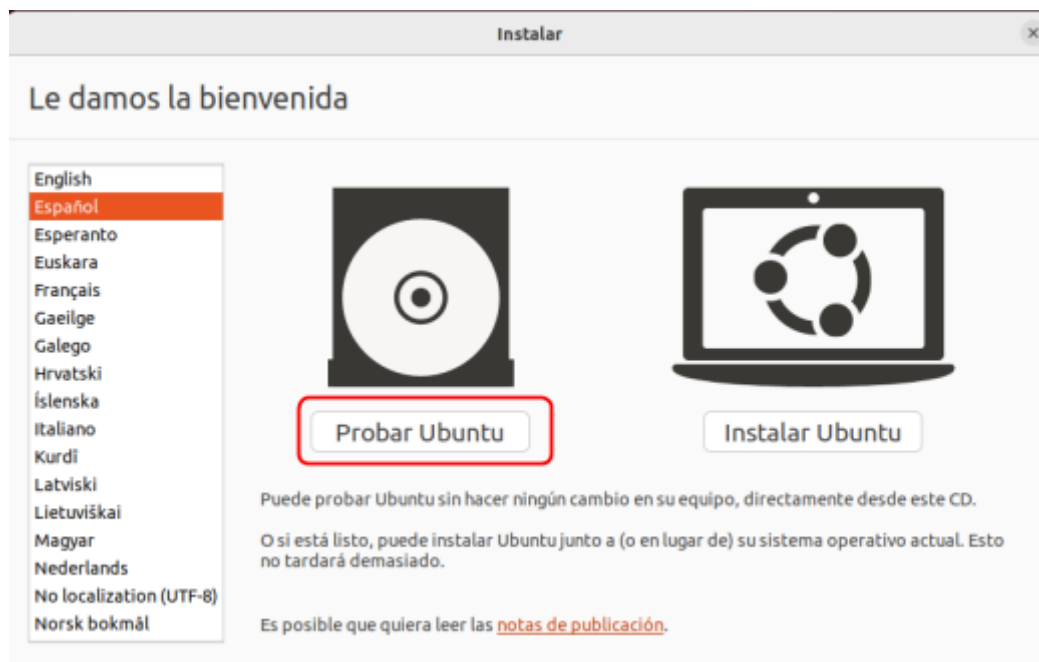 Instalar
Le damos la bienvenida
English
Español
Esperanto
Euskara
Français
Gaeilge
Galego
Hrvatski
Íslenska
Italiano
Kurdî
Latviski
Lietuviškai
Magyar
Nederlands
No localization (UTF-8)
Norsk bokmål
Probar Ubuntu
Instalar Ubuntu
Puede probar Ubuntu sin hacer ningún cambio en su equipo, directamente desde este CD.
O si está listo, puede instalar Ubuntu junto a (o en lugar de) su sistema operativo actual. Esto
no tardará demasiado.
Es posible que quiera leer las notas de publicación.